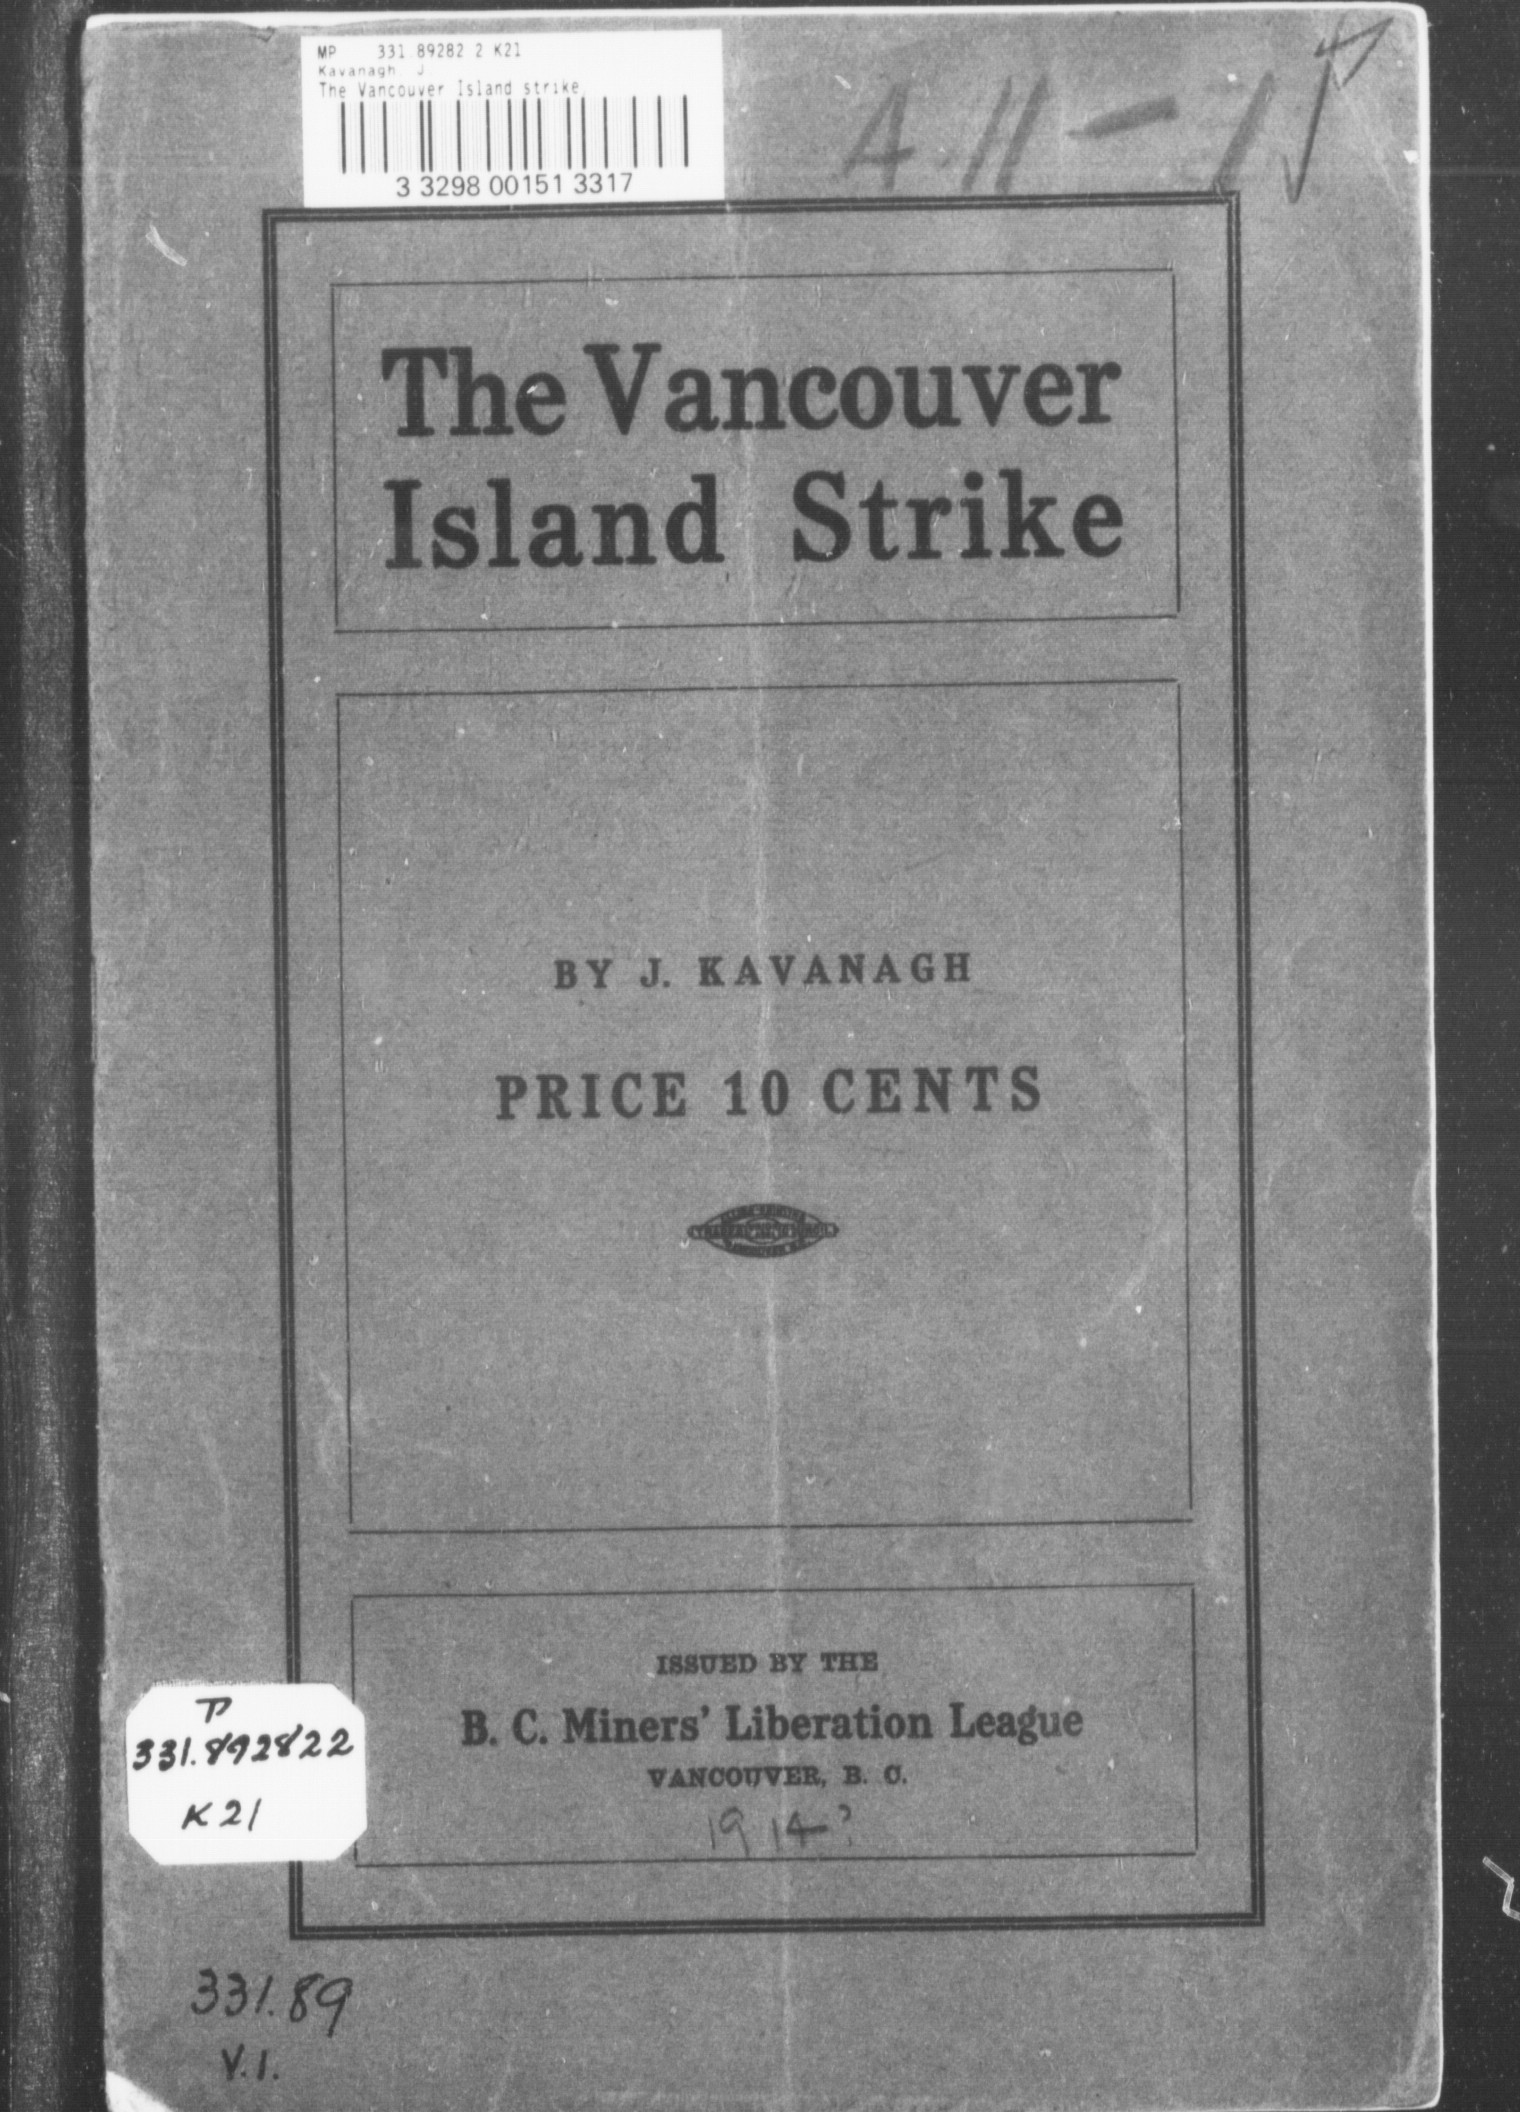 MP 331.89282 2 K21
Kavanagh, J
The Vancouver Island strike
3 3298 00151 3317
A.11-1
The Vancouver
Island Strike
BY J. KAVANAGH
PRICE 10 CENTS
ISSUED BY THE
B. C. Miners' Liberation League
VANCOUVER, B. C.
1914?
P
331.892822
K21
331.89
V.1.